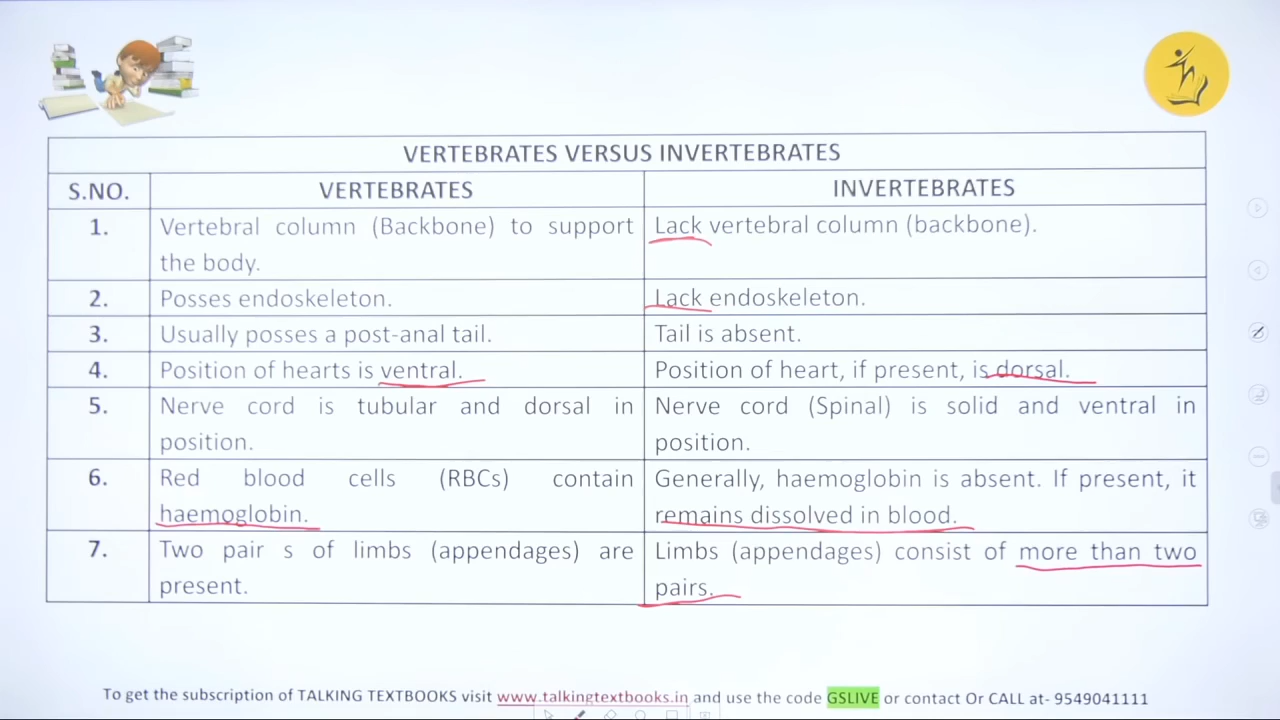 VERTEBRATES VERSUS INVERTEBRATES
S.NO. VERTEBRATES INVERTEBRATES
1. Vertebral column (Backbone) to support Lack vertebral column (backbone).
the body.
2. Posses endoskeleton. Lack endoskeleton.
3. Usually posses a post-anal tail. Tail is absent.
4. Position of hearts is ventral. Position of heart, if present, is dorsal.
5. Nerve cord is tubular and dorsal in Nerve cord (Spinal) is solid and ventral in
position. position.
6. Red blood cells (RBCs) contain Generally, haemoglobin is absent. If present, it
haemoglobin. remains dissolved in blood.
7. Two pair s of limbs (appendages) are Limbs (appendages) consist of more than two
present. pairs.
To get the subscription of TALKING TEXTBOOKS visit www.talkingtextbooks.in and use the code GSLIVE or contact Or CALL at- 9549041111